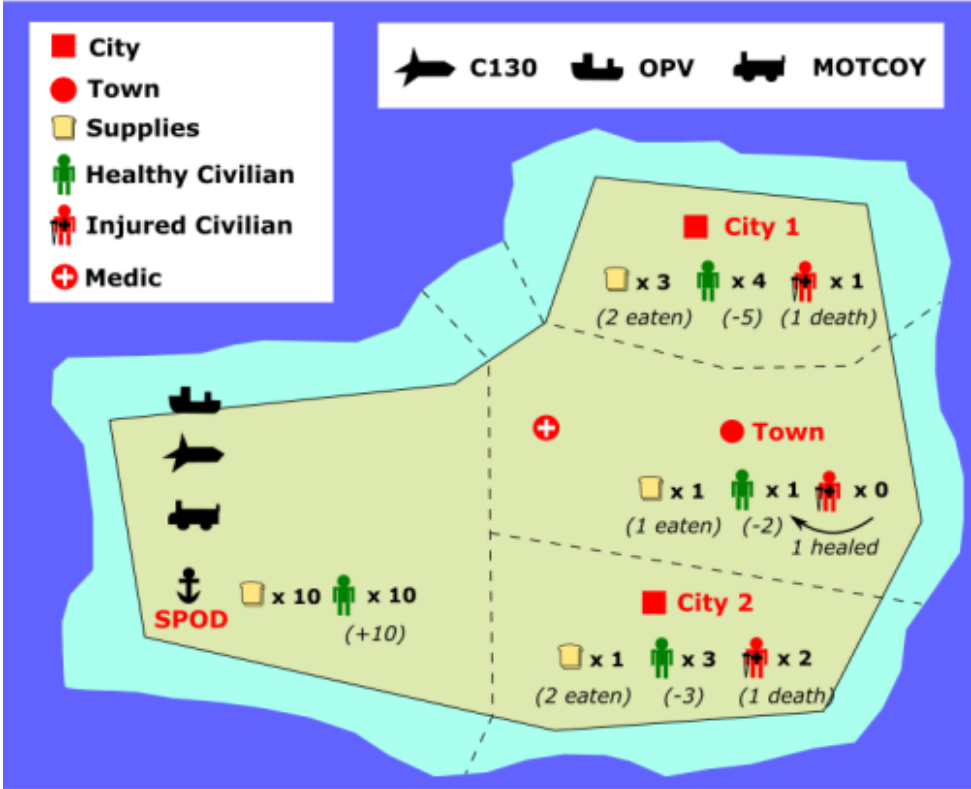 City
Town
Supplies
Healthy Civilian
Injured Civilian
Medic
C130 OPV MOTCOY
City 1
x 3 x 4 x 1
(2 eaten) (-5) (1 death)
Town
x 1 x 1 x 0
(1 eaten) (-2)
1 healed
SPOD
x 10 x 10
(+10)
City 2
x 1 x 3 x 2
(2 eaten) (-3) (1 death)